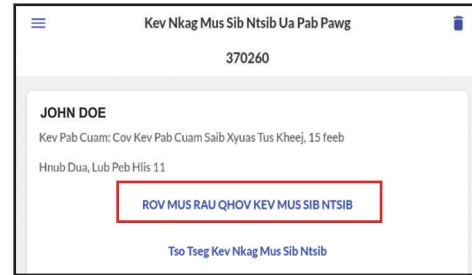 Kev Nkag Mus Sib Ntsib Ua Pab Pawg
370260
JOHN DOE
Kev Pab Cuam: Cov Kev Pab Cuam Saib Xyuas Tus Kheej, 15 feeb
Hnub Dua, Lub Peb Hlis 11
ROV MUS RAU QHOV KEV MUS SIB NTSIB
Tso Tseg Kev Nkag Mus Sib Ntsib